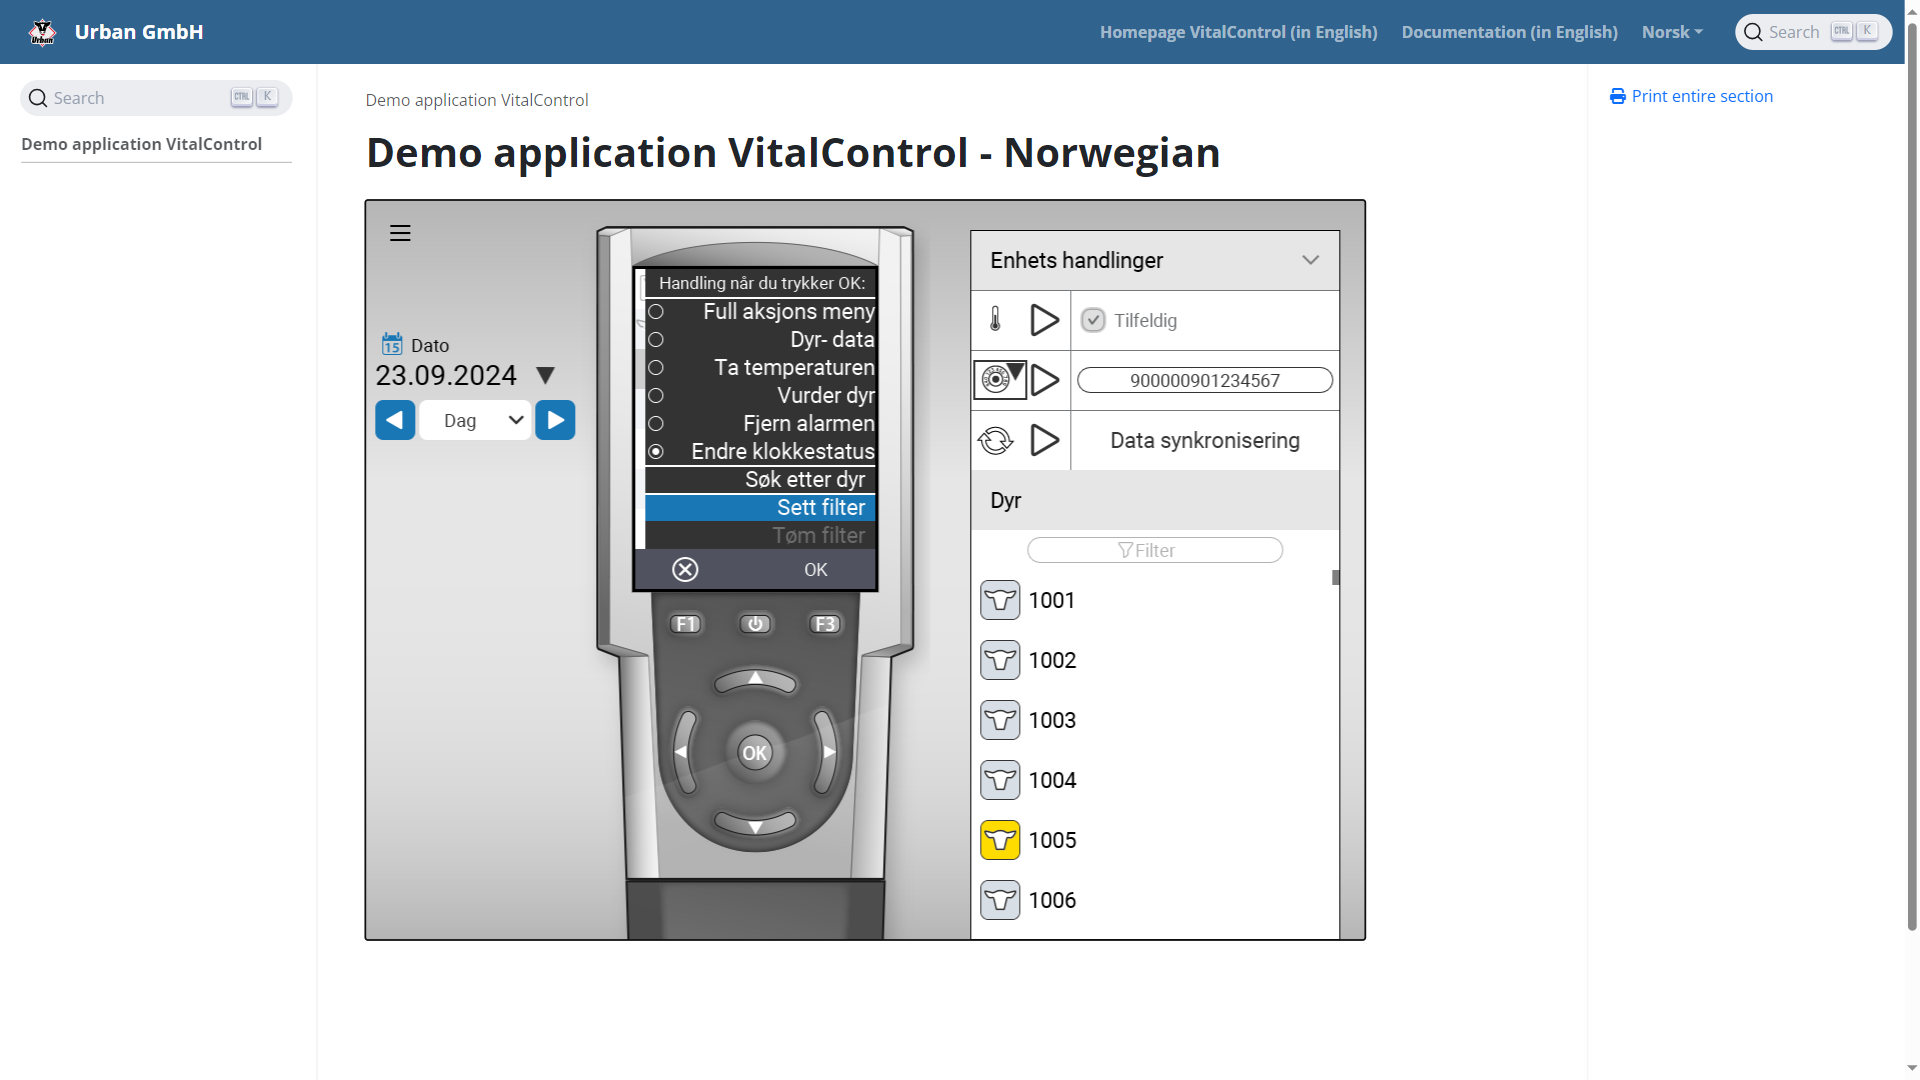 Urban GmbH
Homepage VitalControl (in English)
Documentation (in English)
Norsk
Search CTRL K
Search CTRL K
Demo application VitalControl
Demo application VitalControl
Demo application VitalControl - Norwegian
Print entire section
15 Dato
23.09.2024
Dag
Handling når du trykker OK:
Full aksjons meny
Dyr- data
Ta temperaturen
Vurder dyr
Fjern alarmen
Endre klokkestatus
Søk etter dyr
Sett filter
Tøm filter
OK
F1
F3
OK
Enhets handlinger
Tilfeldig
900000901234567
Data synkronisering
Dyr
Filter
1001
1002
1003
1004
1005
1006